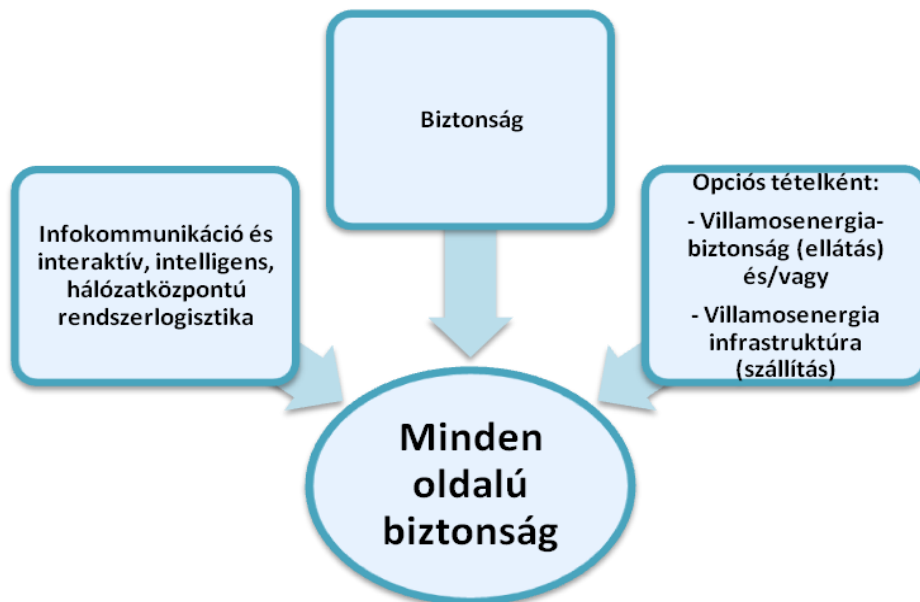 Biztonság
Infokommunikáció és
interaktív, intelligens,
hálózatközpontú
rendszerlogisztika
Opciós tételként:
- Villamosenergia-
biztonság (ellátás)
és/vagy
- Villamosenergia
infrastruktúra
(szállítás)
Minden
oldalú
biztonság